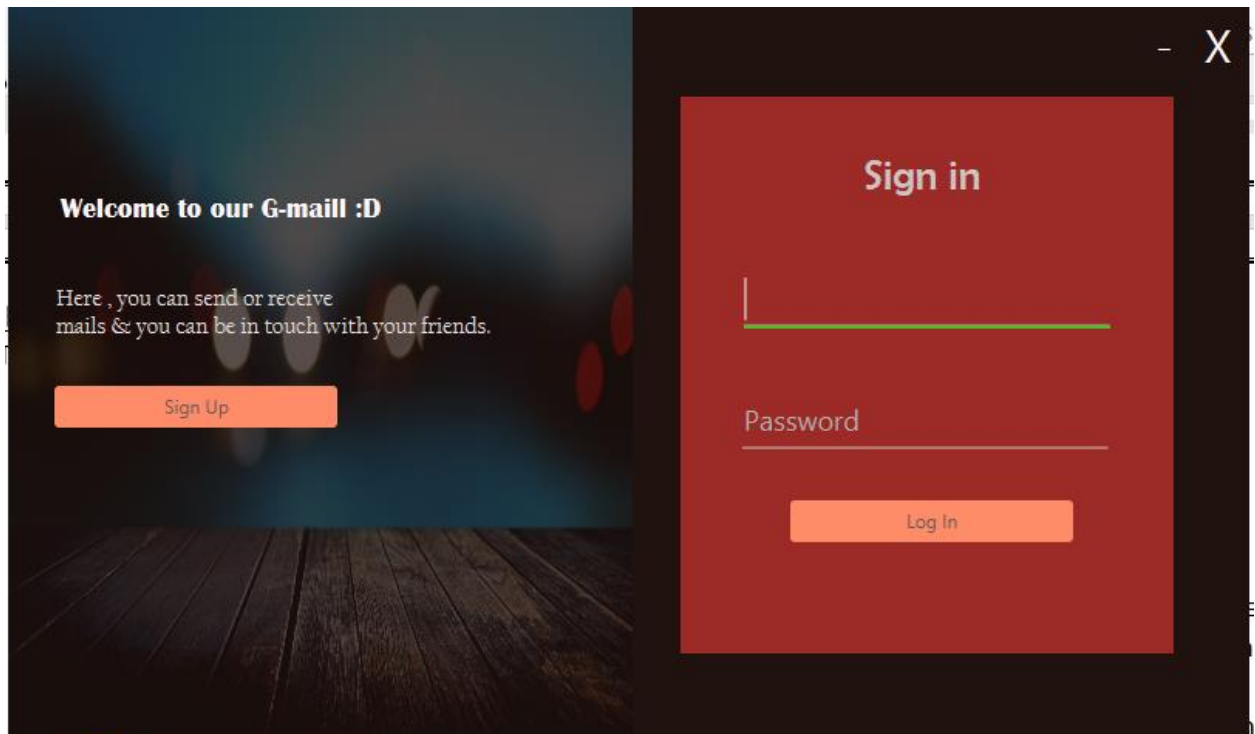 – X
Welcome to our G-maill :D
Here , you can send or receive
mails & you can be in touch with your friends.
Sign Up
Sign in
Password
Log In